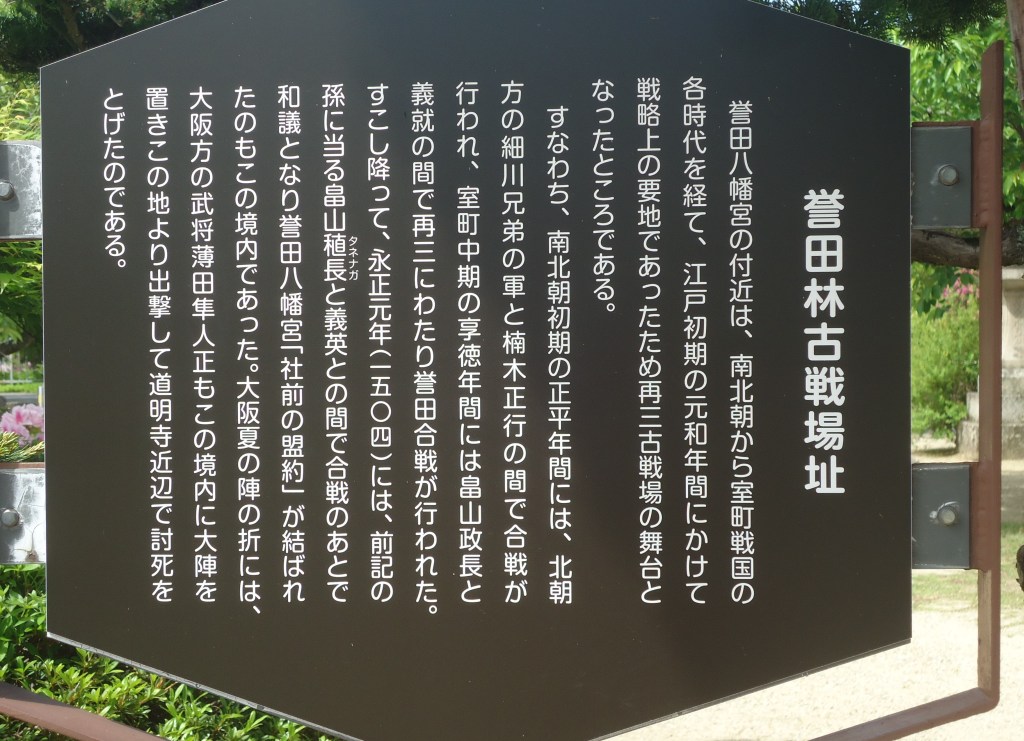 誉田林古戦場址
誉田八幡宮の付近は、南北朝から室町戦国の
各時代を経て、江戸初期の元和年間にかけて
戦略上の要地であったため再三古戦場の舞台と
なったところである。
すなわち、南北朝初期の正平年間には、北朝
方の細川兄弟の軍と楠木正行の間で合戦が
行われ、室町中期の享徳年間には畠山政長と
義就の間で再三にわたり誉田合戦が行われた。
すこし降って、永正元年(一五〇四)には、前記の
孫に当る畠山稙長と義英との間で合戦のあとで
タネナガ
和議となり誉田八幡宮「社前の盟約」が結ばれ
たのもこの境内であった。大阪夏の陣の折には、
大阪方の武将薄田隼人正もこの境内に大陣を
置きこの地より出撃して道明寺近辺で討死を
とげたのである。